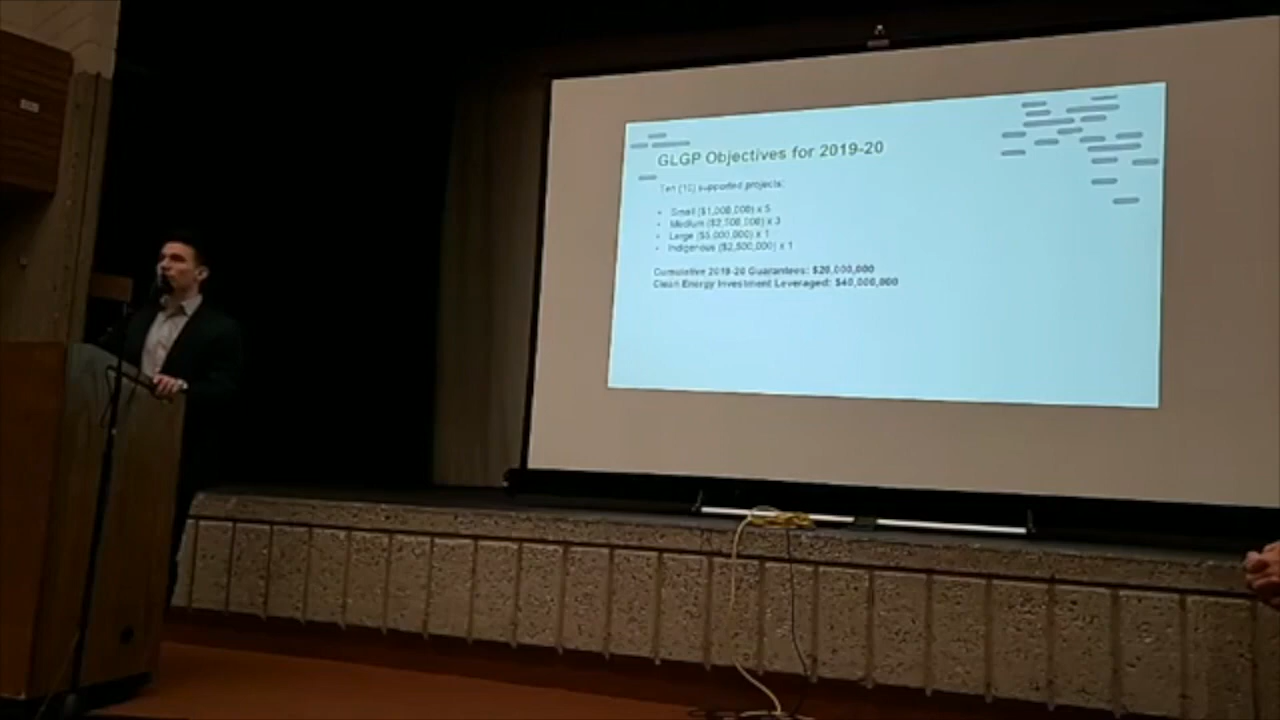 GLGP Objectives for 2019-20
Ten (10) supported projects:
• Small ($1,000,000) x 5
• Medium ($2,500,000) x 3
• Large ($5,000,000) x 1
• Indigenous ($2,500,000) x 1
Cumulative 2019-20 Guarantees: $20,000,000
Clean Energy Investment Leveraged: $40,000,000